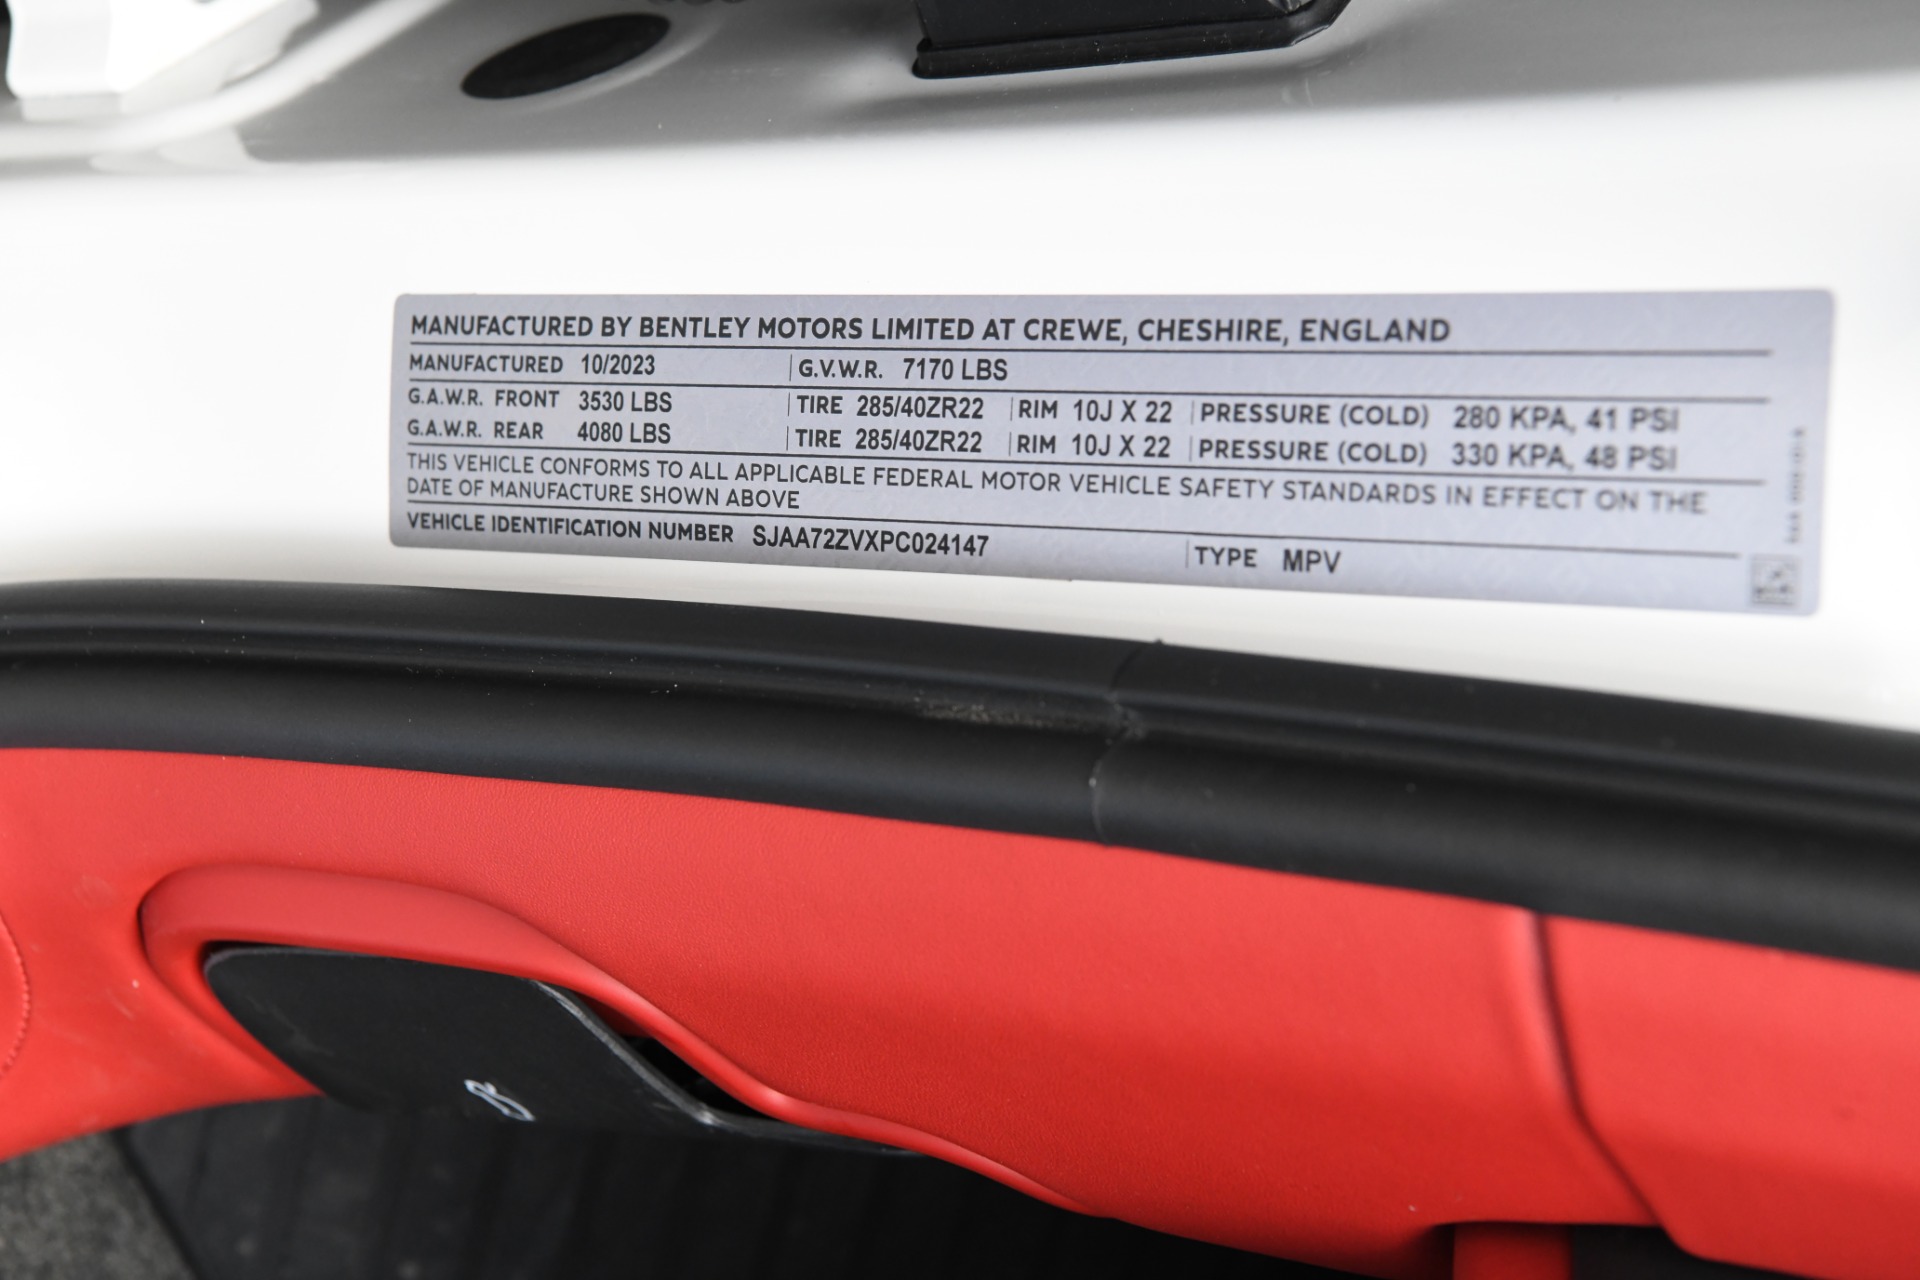 MANUFACTURED BY BENTLEY MOTORS LIMITED AT CREWE, CHESHIRE, ENGLAND
MANUFACTURED 10/2023 G.V.W.R. 7170 LBS
G.A.W.R. FRONT 3530 LBS TIRE 285/40ZR22 RIM 10J X 22 PRESSURE (COLD) 280 KPA, 41 PSI
G.A.W.R. REAR 4080 LBS TIRE 285/40ZR22 RIM 10J X 22 PRESSURE (COLD) 330 KPA, 48 PSI
THIS VEHICLE CONFORMS TO ALL APPLICABLE FEDERAL MOTOR VEHICLE SAFETY STANDARDS IN EFFECT ON THE
DATE OF MANUFACTURE SHOWN ABOVE
VEHICLE IDENTIFICATION NUMBER SJAA72ZVXPC024147 TYPE MPV